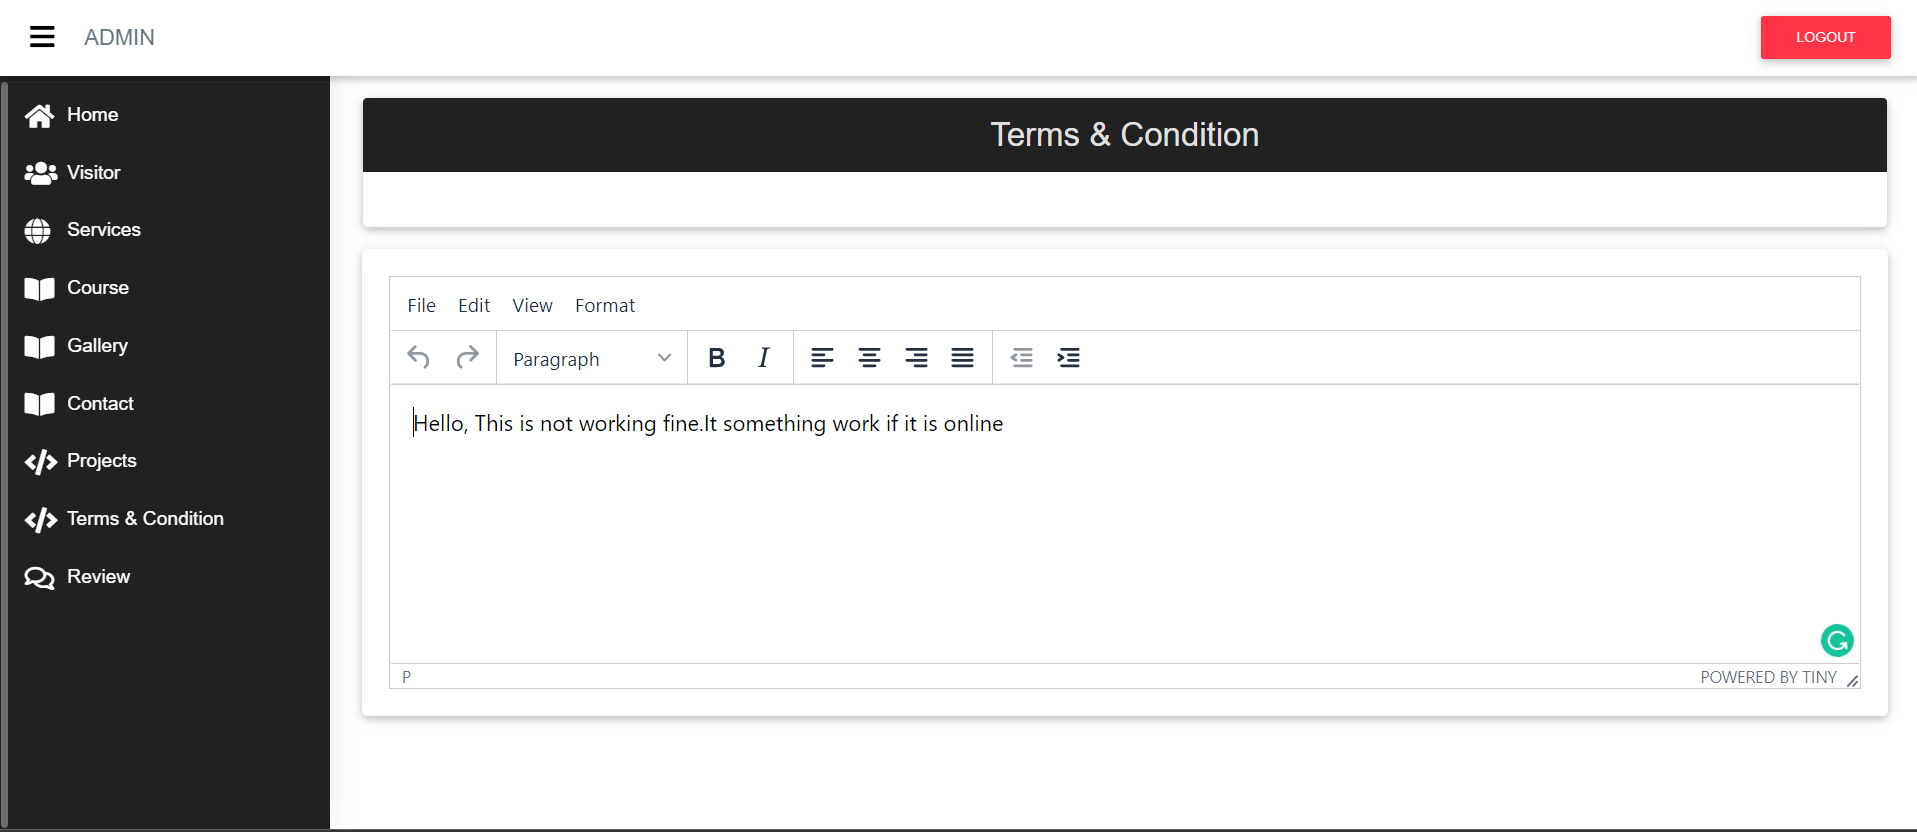 ADMIN
LOGOUT
Home
Visitor
Services
Course
Gallery
Contact
Projects
Terms & Condition
Review
Terms & Condition
File Edit View Format
Paragraph B I
Hello, This is not working fine.It something work if it is online
P
POWERED BY TINY